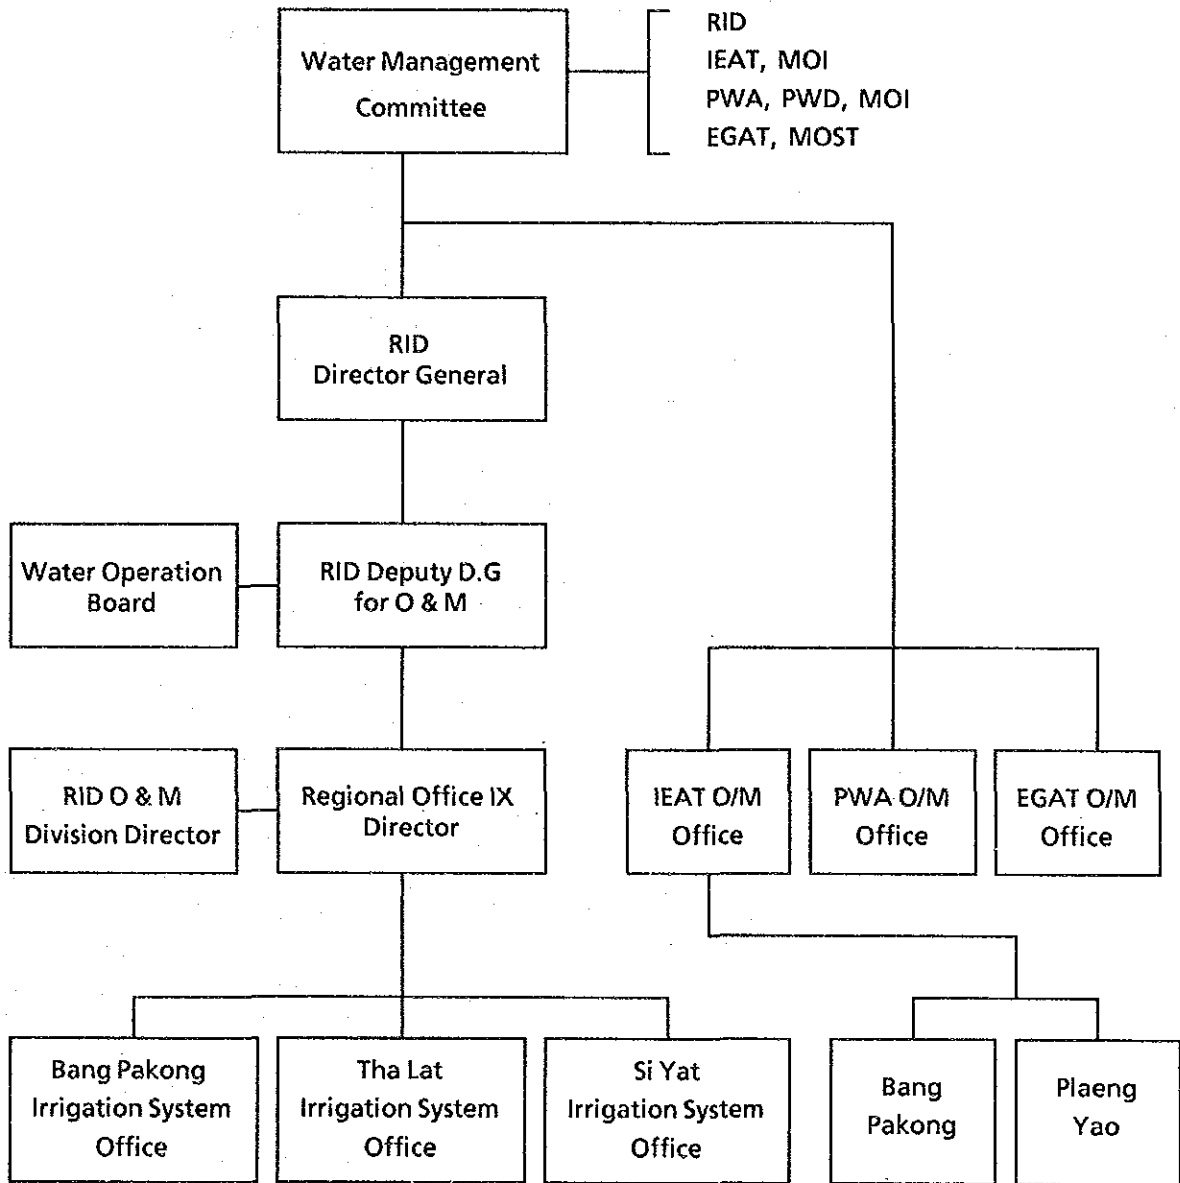 Water Management
Committee
RID
IEAT, MOI
PWA, PWD, MOI
EGAT, MOST
RID
Director General
Water Operation
Board
RID Deputy D.G
for O & M
RID O & M
Division Director
Regional Office IX
Director
IEAT O/M
Office
PWA O/M
Office
EGAT O/M
Office
Bang Pakong
Irrigation System
Office
Tha Lat
Irrigation System
Office
Si Yat
Irrigation System
Office
Bang
Pakong
Plaeng
Yao